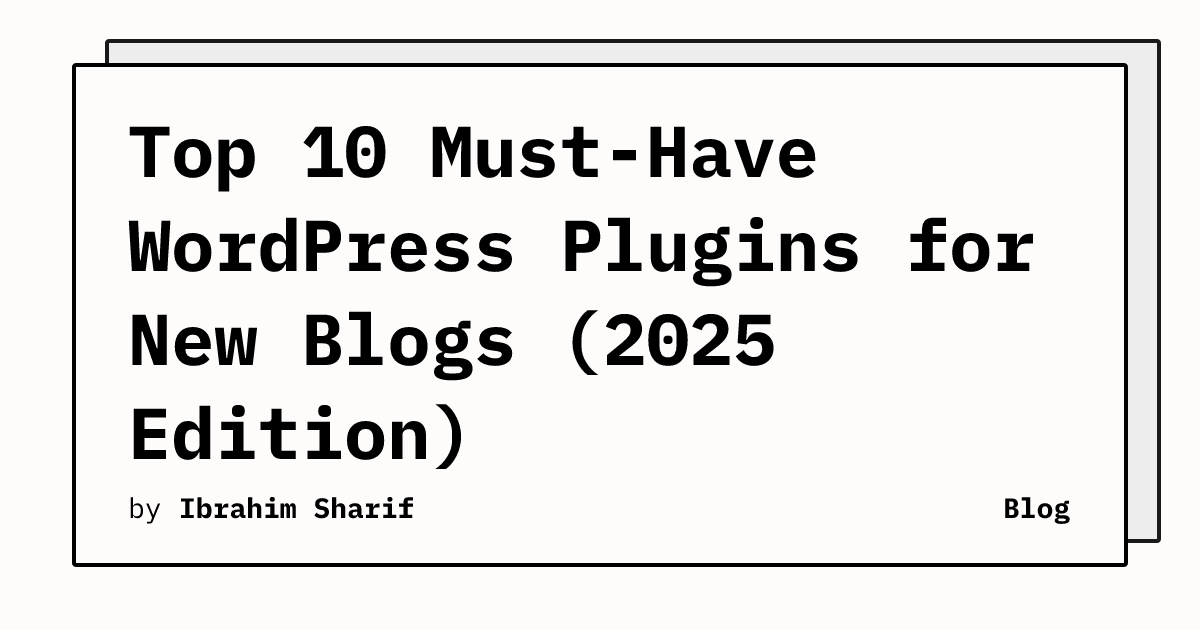 Top 10 Must-Have
WordPress Plugins for
New Blogs (2025
Edition)
by Ibrahim Sharif
Blog